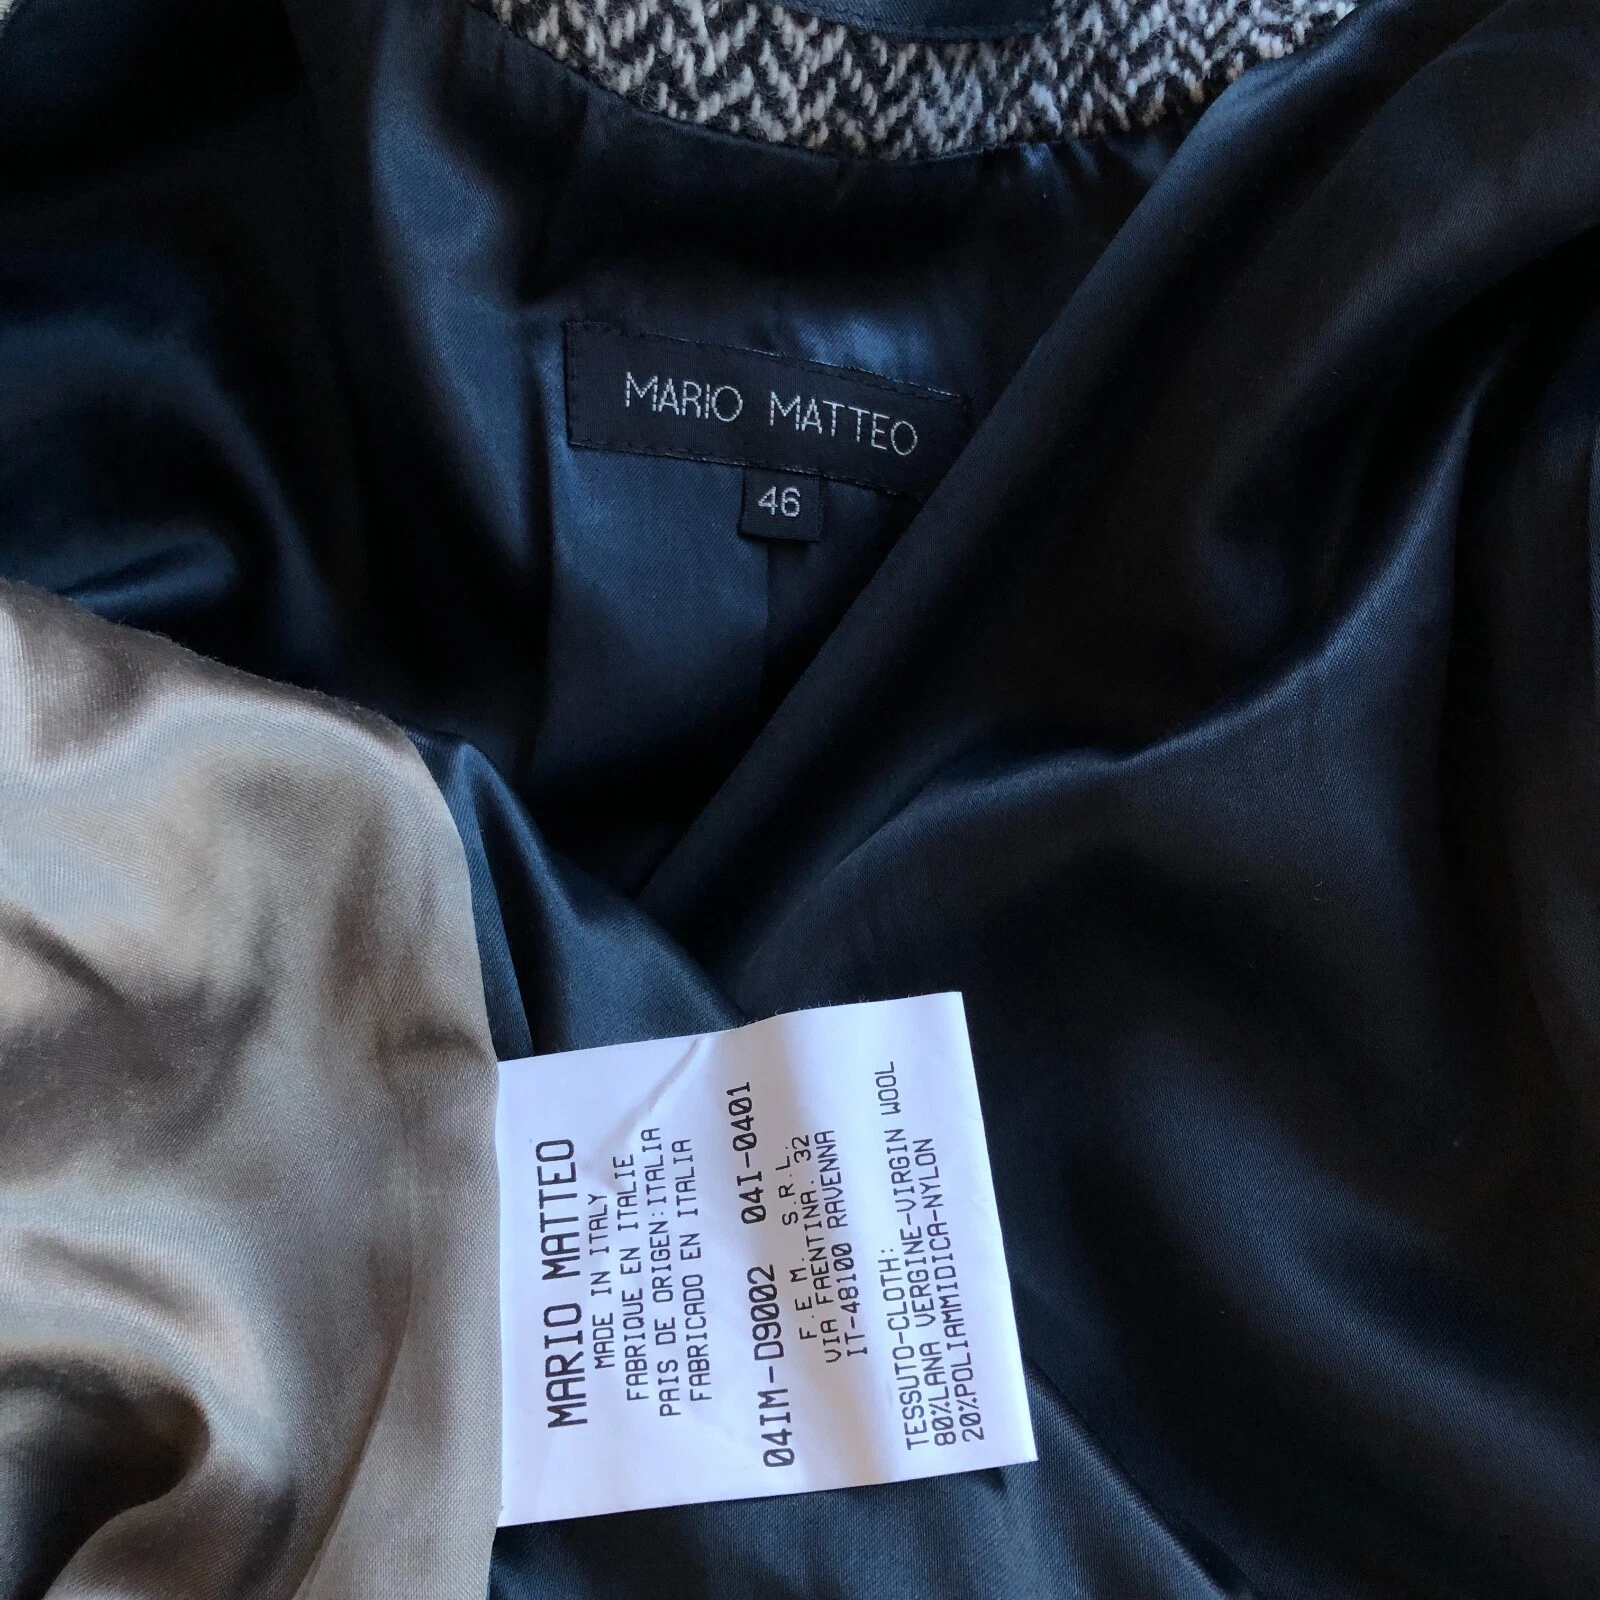 MARIO MATTEO
46
MARIO MATTEO
MADE IN ITALY
FABRIQUE EN ITALIE
PAIS DE ORIGEN:ITALIA
FABRICADO EN ITALIA
04IM-D9002 04I-0401
F. E. M. S.R.L.
VIA FAENTINA. 32
IT-48100 RAVENNA
TESSUTO-CLOTH:
80%LANA VERGINE-VIRGIN WOOL
20%POLIAMMIDICA-NYLON